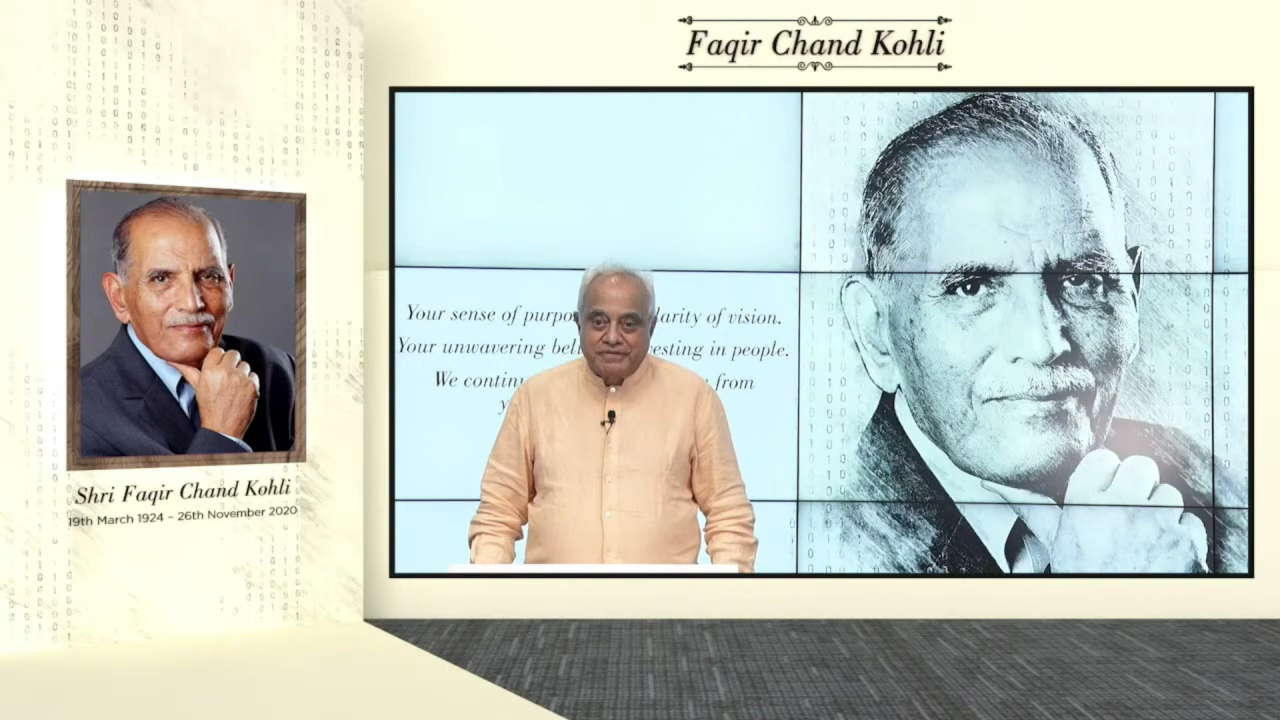 Faqir Chand Kohli
Your sense of purpo larity of vision.
Your unwavering bel esting in people.
We contin from
Shri Faqir Chand Kohli
19th March 1924 – 26th November 2020